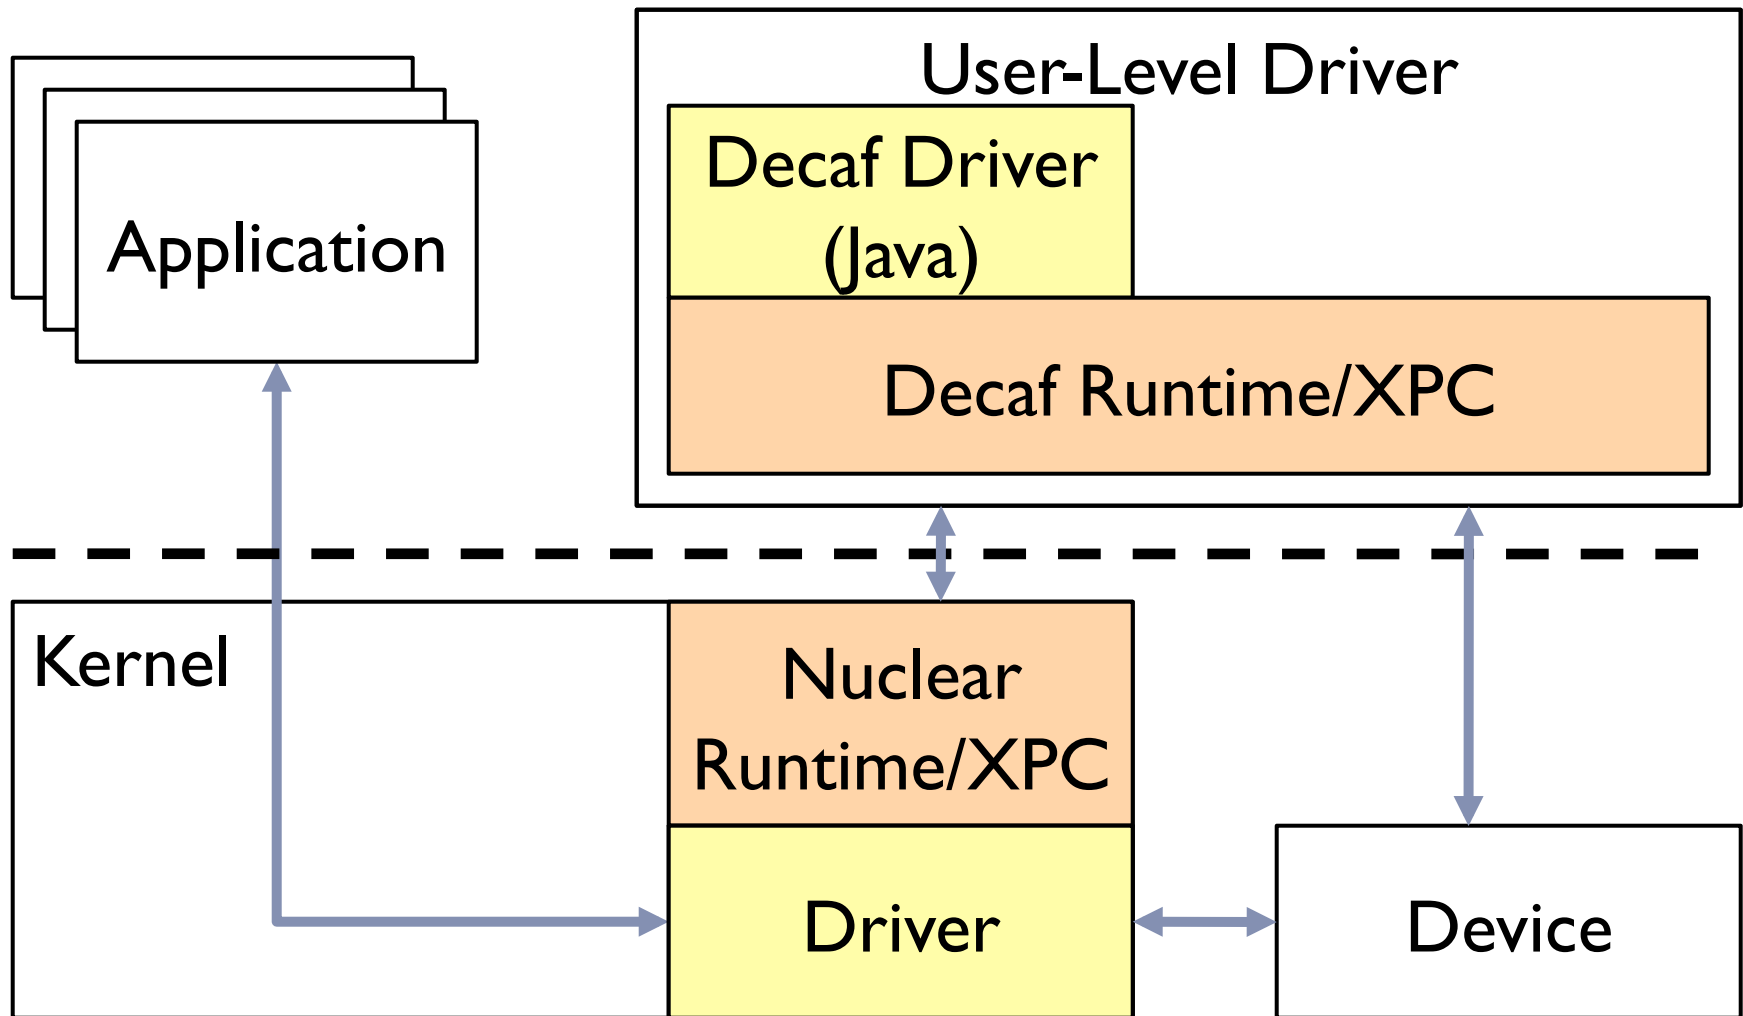 User-Level Driver
Decaf Driver
(Java)
Application
Decaf Runtime/XPC
Kernel
Nuclear
Runtime/XPC
Driver
Device